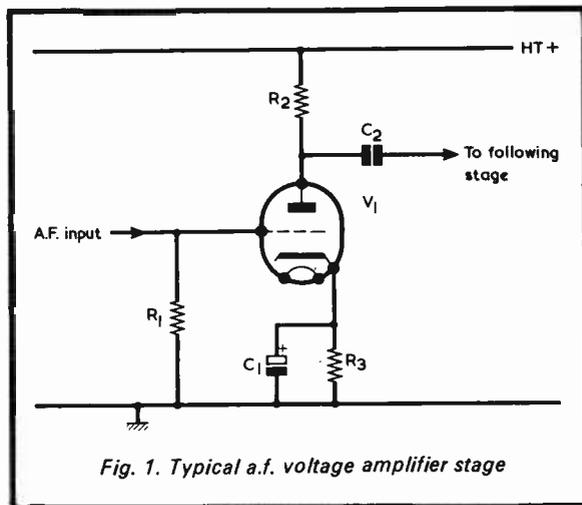 HT+
R2
C2
To following
stage
V1
A.F. input
R1
C1
+
R3
Fig. 1. Typical a.f. voltage amplifier stage